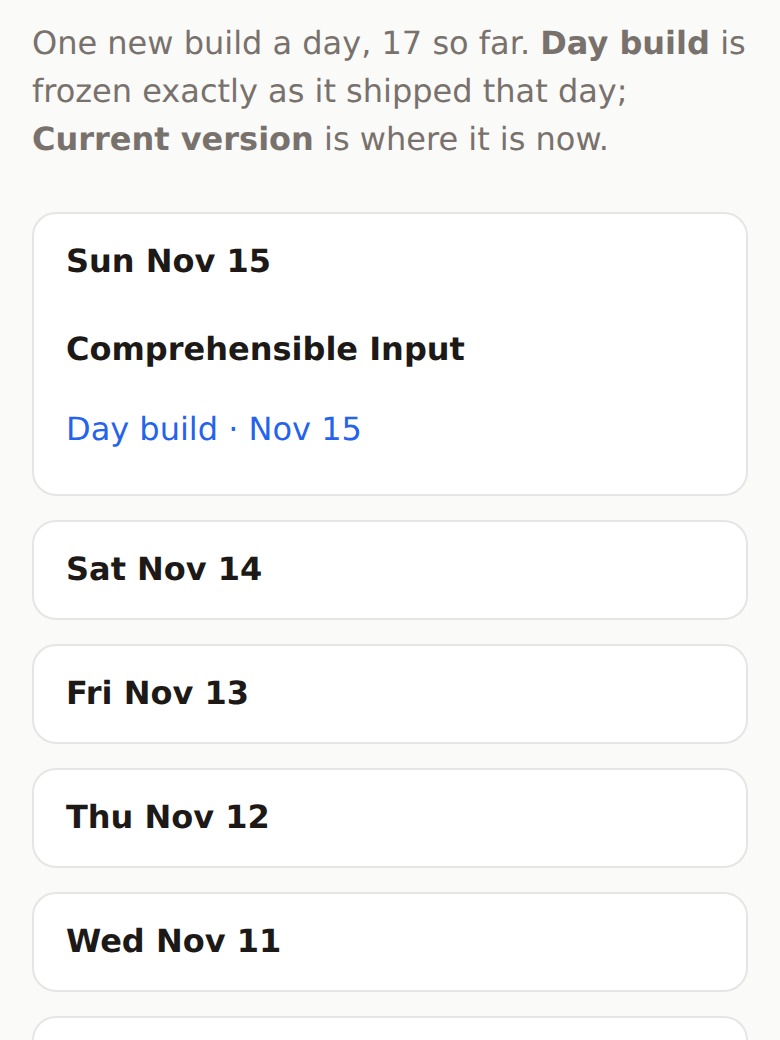 One new build a day, 17 so far. Day build is
frozen exactly as it shipped that day;
Current version is where it is now.
Sun Nov 15
Comprehensible Input
Day build · Nov 15
Sat Nov 14
Fri Nov 13
Thu Nov 12
Wed Nov 11